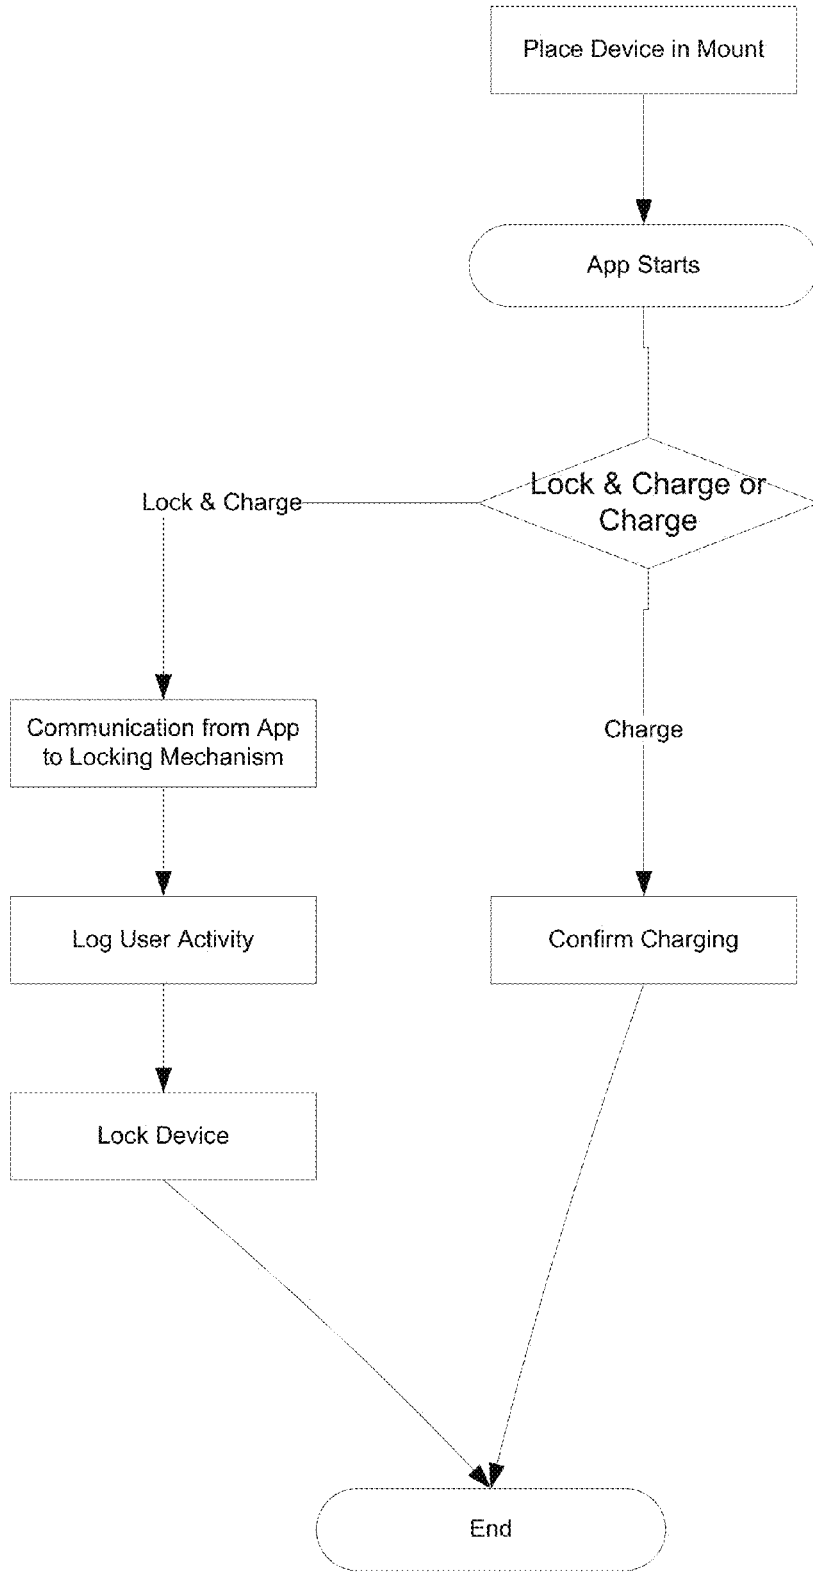 Place Device in Mount
App Starts
Lock & Charge or
Charge
Lock & Charge
Communication from App
to Locking Mechanism
Charge
Log User Activity
Confirm Charging
Lock Device
End